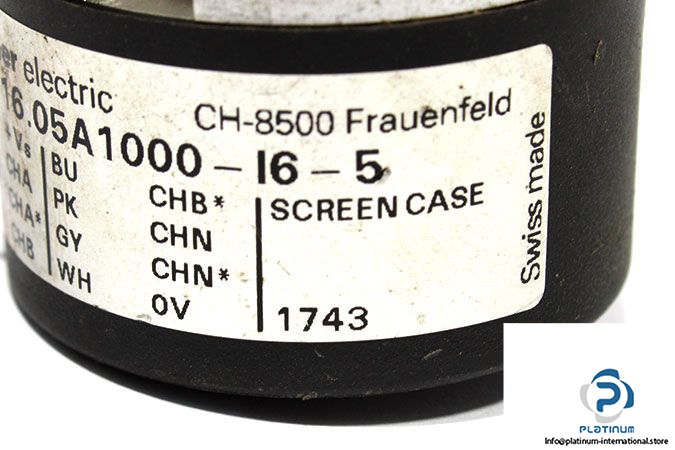 er electric
CH-8500 Frauenfeld
16.05A1000-I6-5
+Vs BU CHB* SCREEN CASE
CHA PK CHN
CHA* GY CHN*
CHB WH 0V 1743
Swiss made
PLATINUM
Info@platinum-international.store